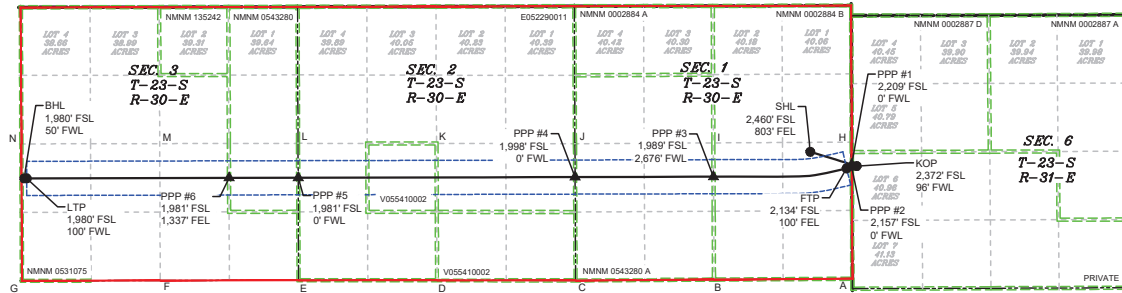 NMNM 135242
NMNM 0543280
E052290011
NMNM 0002884 A
NMNM 0002884 B
NMNM 0002887 D
NMNM 0002887 A
LOT 4
38.66
ACRES
LOT 3
38.99
ACRES
LOT 2
39.31
ACRES
LOT 1
39.64
ACRES
LOT 4
39.89
ACRES
LOT 3
40.05
ACRES
LOT 2
40.23
ACRES
LOT 1
40.39
ACRES
LOT 4
40.42
ACRES
LOT 3
40.30
ACRES
LOT 2
40.18
ACRES
LOT 1
40.06
ACRES
LOT 4
40.45
ACRES
LOT 3
39.90
ACRES
LOT 2
39.94
ACRES
LOT 1
39.98
ACRES
SEC. 3
T-23-S
R-30-E
SEC. 2
T-23-S
R-30-E
SEC. 1
T-23-S
R-30-E
PPP #1
2,209' FSL
0' FWL
BHL
1,980' FSL
50' FWL
SHL
2,460' FSL
803' FEL
LOT 5
40.79
ACRES
N
M
L
K
J
I
H
PPP #4
1,998' FSL
0' FWL
PPP #3
1,989' FSL
2,676' FWL
SEC. 6
T-23-S
R-31-E
KOP
2,372' FSL
96' FWL
LOT 6
40.96
ACRES
LTP
1,980' FSL
100' FWL
PPP #6
1,981' FSL
1,337' FEL
PPP #5
1,981' FSL
0' FWL
V055410002
FTP
2,134' FSL
100' FEL
PPP #2
2,157' FSL
0' FWL
LOT 7
41.13
ACRES
NMNM 0531075
V055410002
NMNM 0543280 A
PRIVATE
G
F
E
D
C
B
A